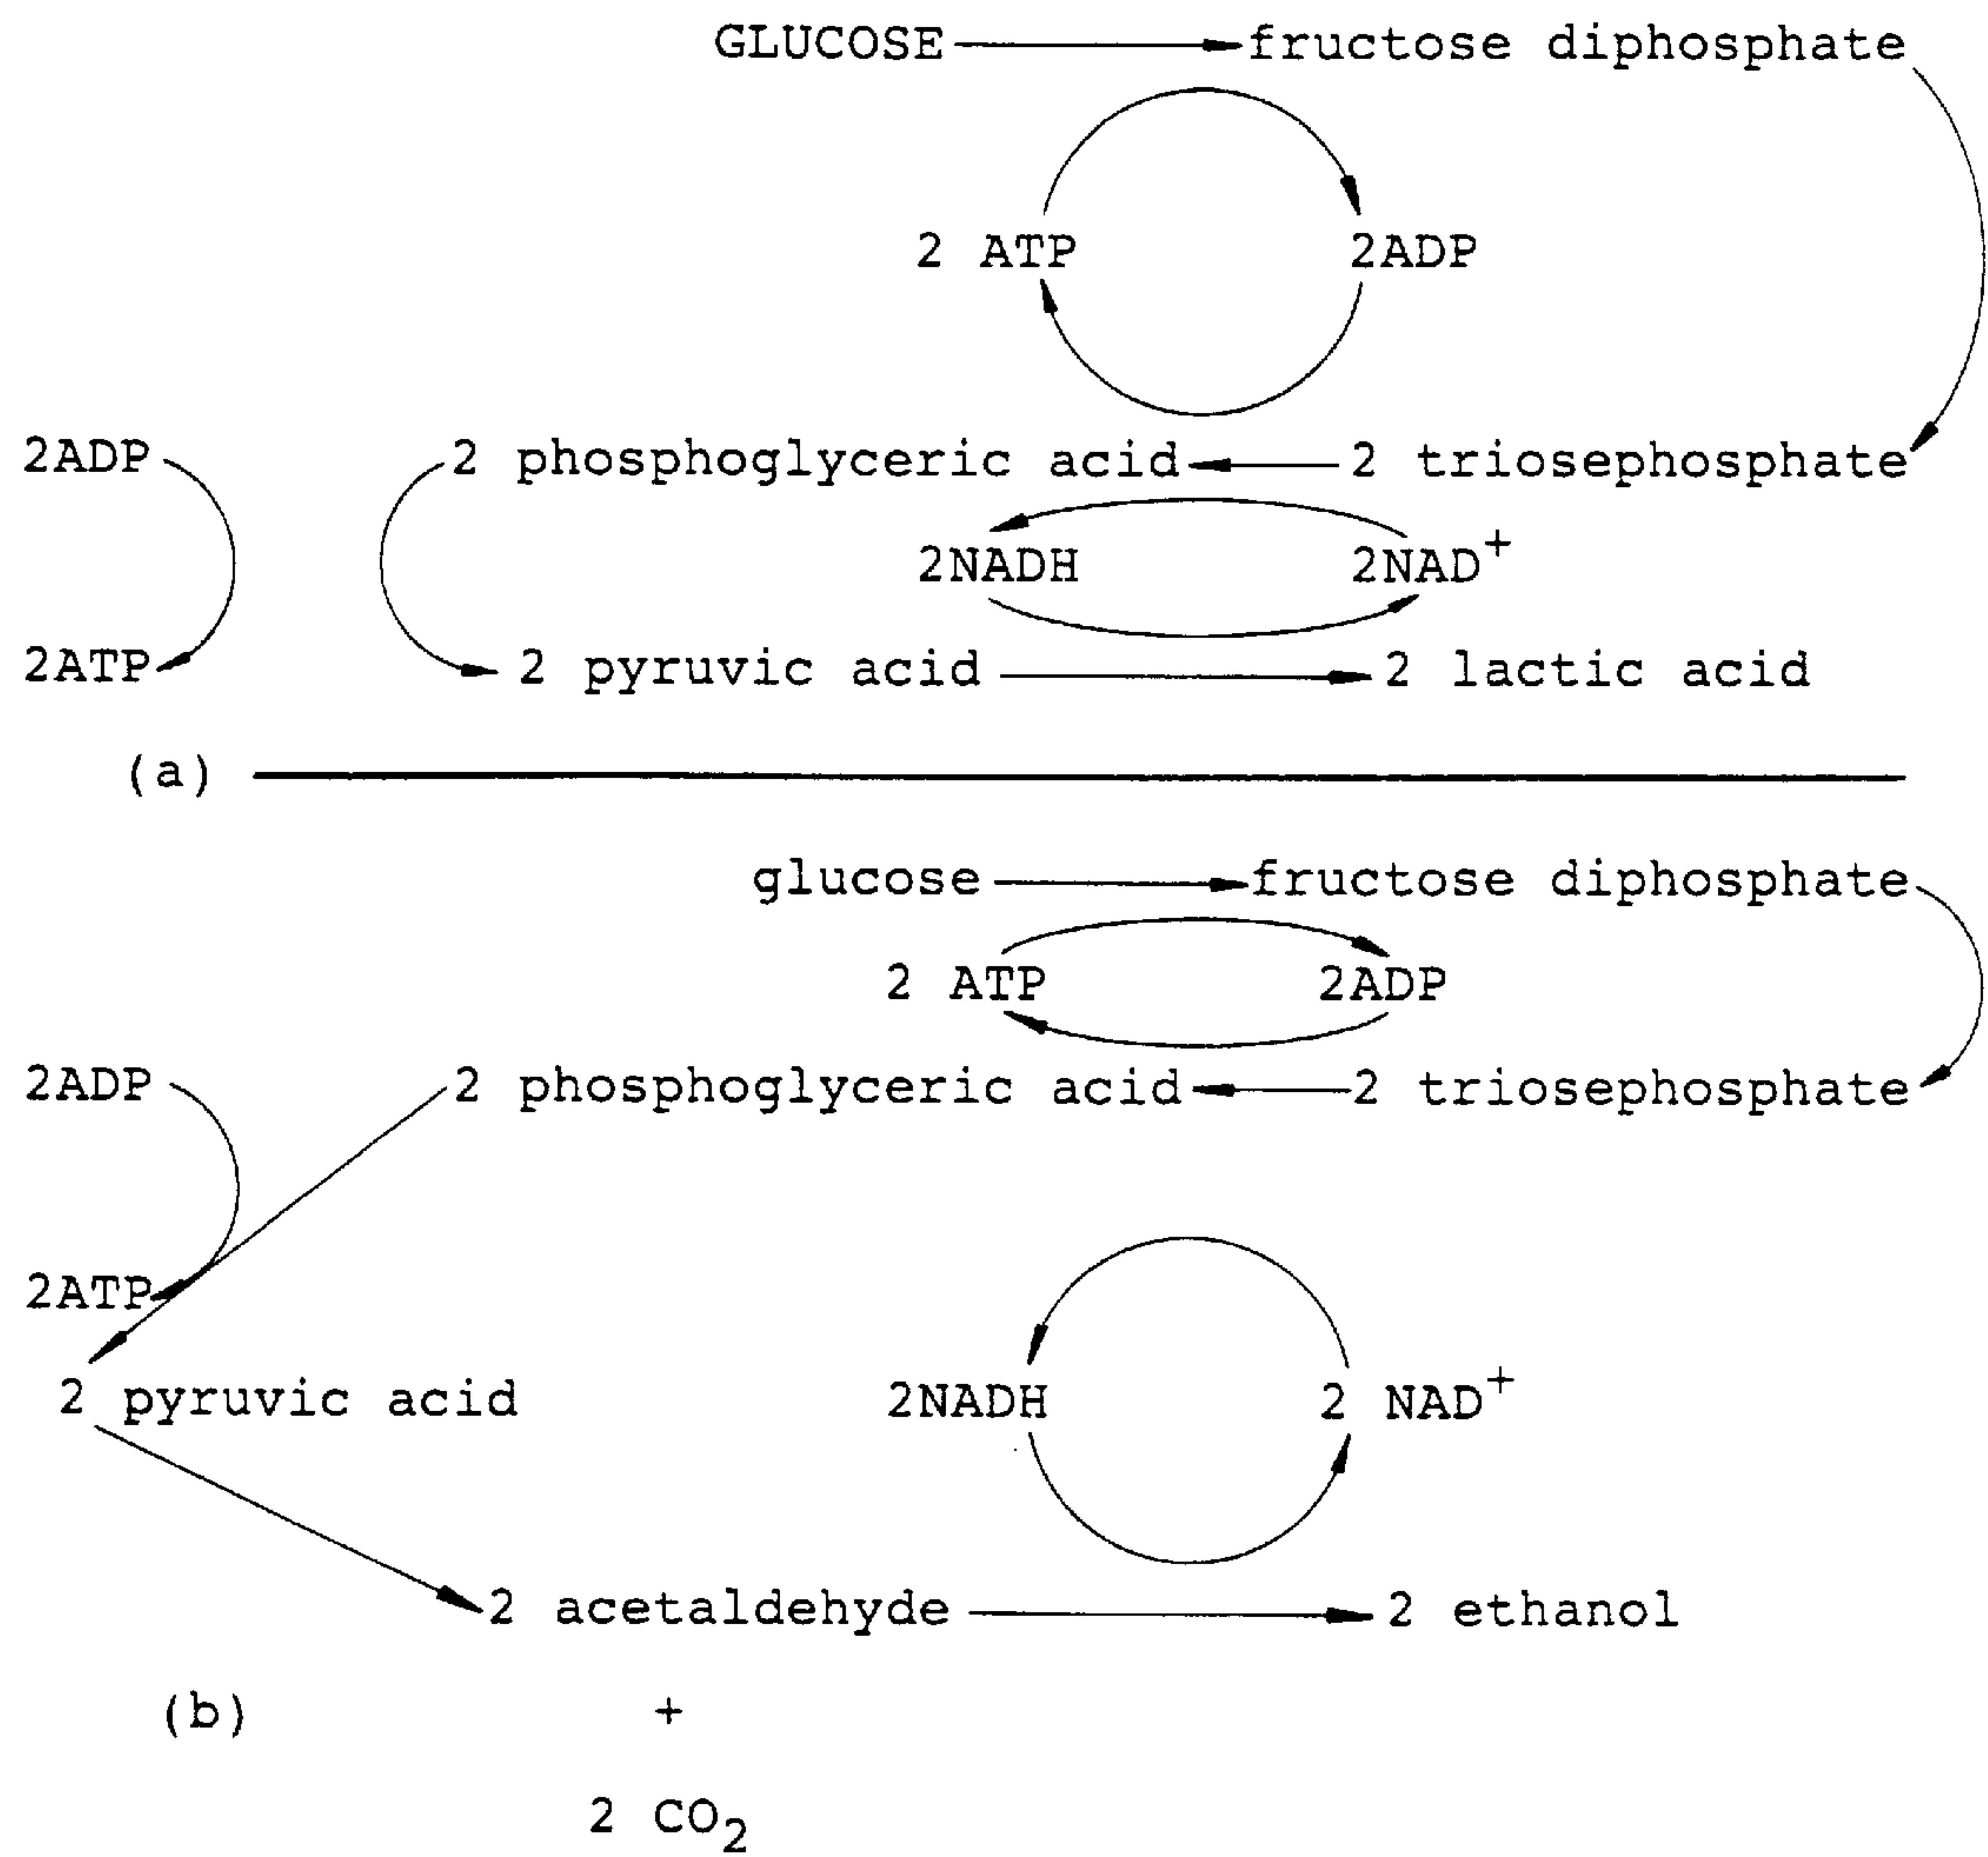 GLUCOSE fructose diphosphate
2 ATP 2ADP
2ADP 2 phosphoglyceric acid 2 triosephosphate
2NADH 2NAD+
2ATP 2 pyruvic acid 2 lactic acid
(a)
glucose fructose diphosphate
2 ATP 2ADP
2ADP 2 phosphoglyceric acid 2 triosephosphate
2ATP
2 pyruvic acid 2NADH 2 NAD+
2 acetaldehyde 2 ethanol
(b) +
2 CO2